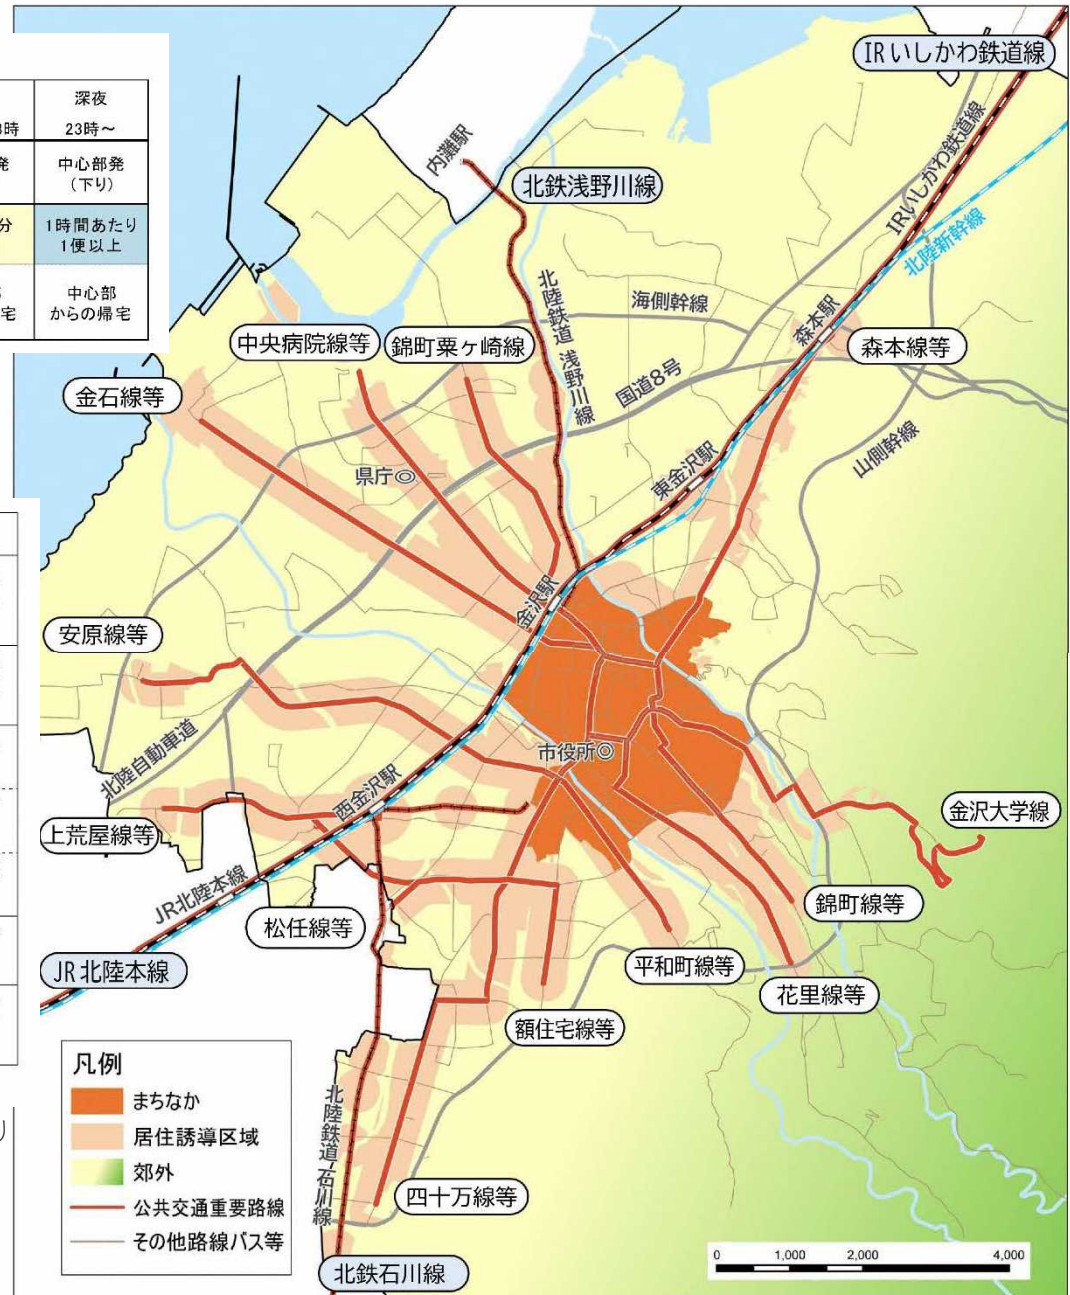 深夜
時
23時～
発
中心部発
（下り）
分
1時間あたり
1便以上
宅
中心部
からの帰宅
IRいしかわ鉄道線
内灘駅
北鉄浅野川線
IRいしかわ鉄道線
北陸新幹線
北陸鉄道 浅野川線
海側幹線
森本駅
中央病院線等
錦町粟ヶ崎線
森本線等
国道8号
金石線等
山側幹線
県庁◎
東金沢駅
金沢駅
安原線等
市役所◎
北陸自動車道
西金沢駅
金沢大学線
上荒屋線等
JR北陸本線
錦町線等
松任線等
JR北陸本線
平和町線等
花里線等
額住宅線等
凡例
まちなか
居住誘導区域
郊外
公共交通重要路線
その他路線バス等
北陸鉄道 石川線
四十万線等
北鉄石川線
0 1,000 2,000 4,000